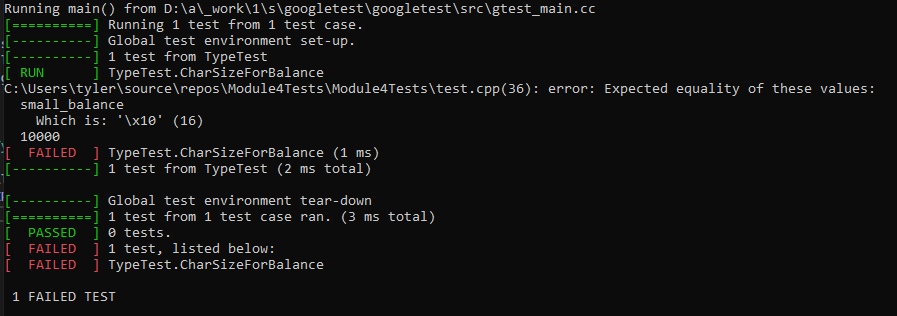 Running main() from D:\a\_work\1\s\googletest\googletest\src\gtest_main.cc
[==========] Running 1 test from 1 test case.
[----------] Global test environment set-up.
[----------] 1 test from TypeTest
[ RUN      ] TypeTest.CharSizeForBalance
C:\Users\tyler\source\repos\Module4Tests\Module4Tests\test.cpp(36): error: Expected equality of these values:
  small_balance
    Which is: '\x10' (16)
  10000
[  FAILED  ] TypeTest.CharSizeForBalance (1 ms)
[----------] 1 test from TypeTest (2 ms total)

[----------] Global test environment tear-down
[==========] 1 test from 1 test case ran. (3 ms total)
[  PASSED  ] 0 tests.
[  FAILED  ] 1 test, listed below:
[  FAILED  ] TypeTest.CharSizeForBalance

 1 FAILED TEST